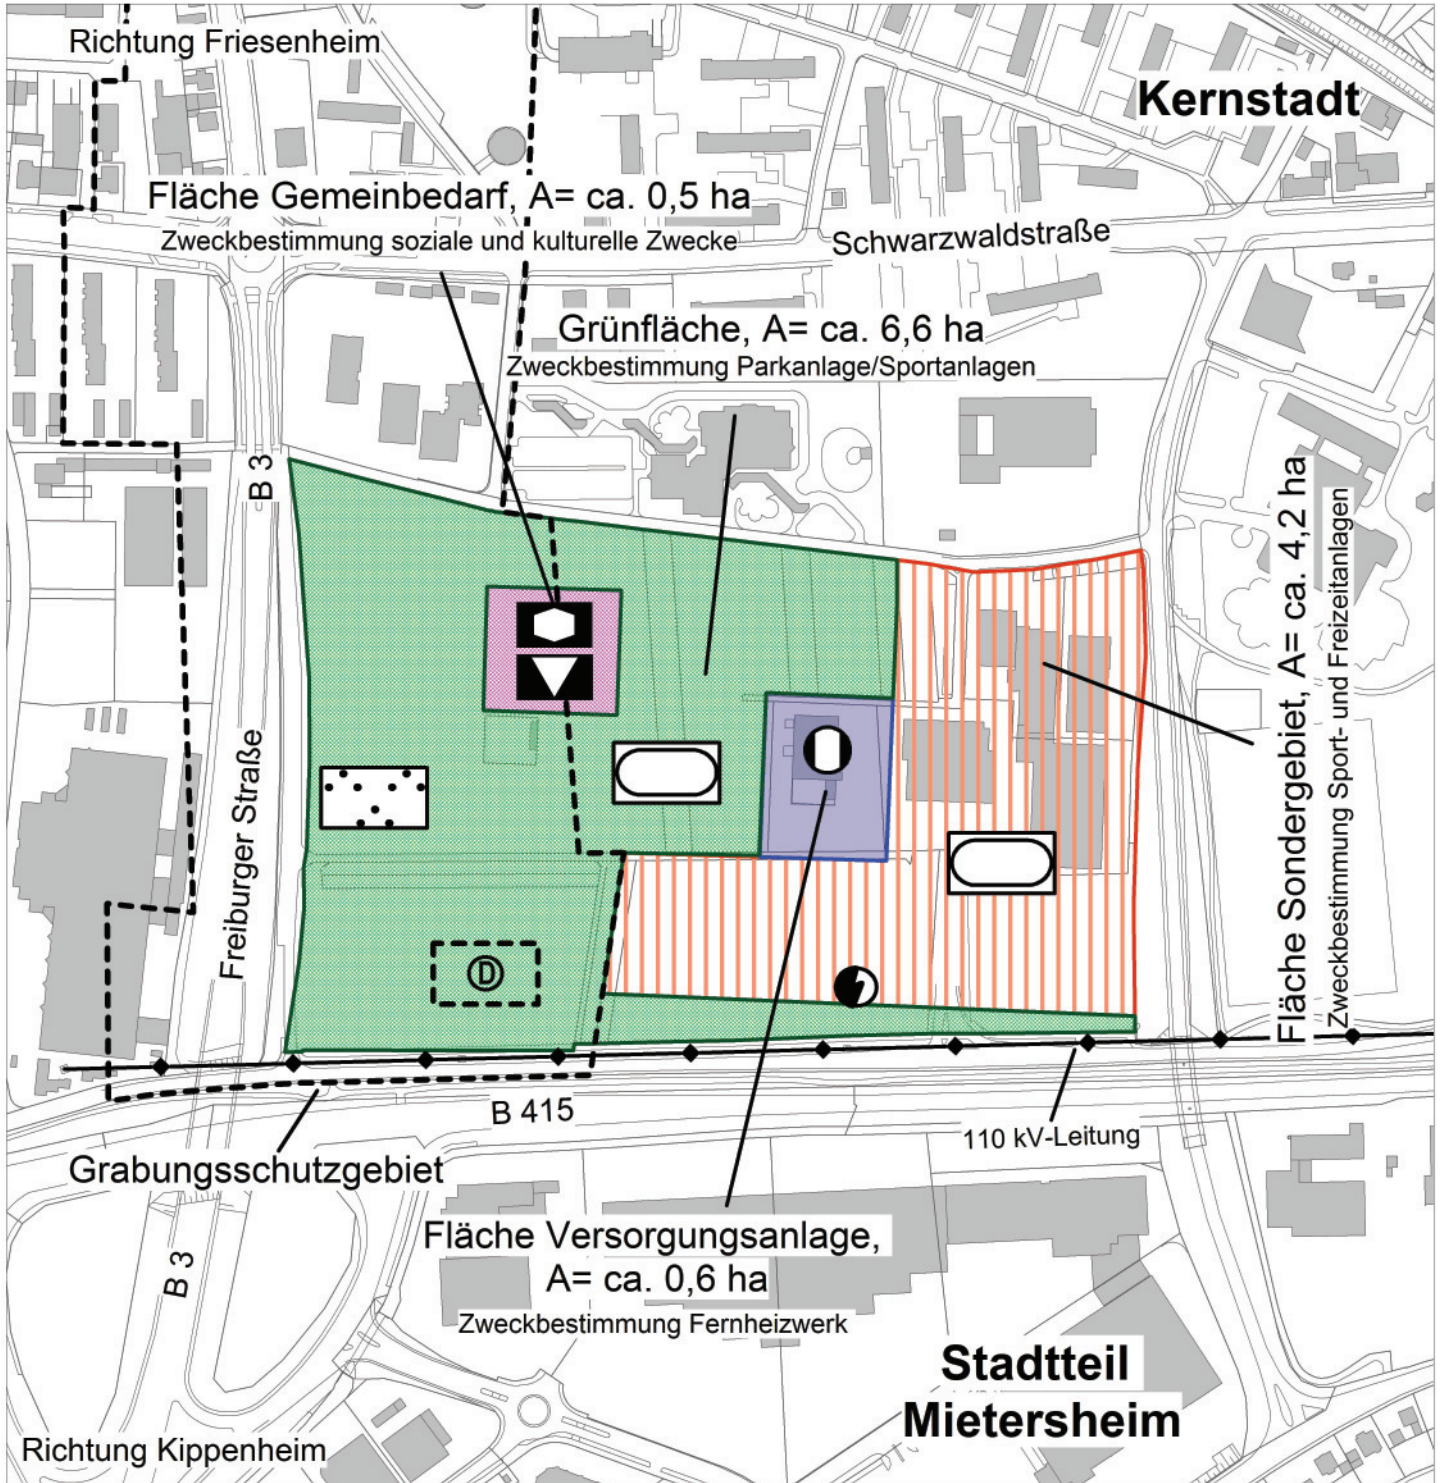 Richtung Friesenheim
Kernstadt
Fläche Gemeinbedarf, A= ca. 0,5 ha
Zweckbestimmung soziale und kulturelle Zwecke
Schwarzwaldstraße
Grünfläche, A= ca. 6,6 ha
Zweckbestimmung Parkanlage/Sportanlagen
B 3
Fläche Sondergebiet, A= ca. 4,2 ha
Zweckbestimmung Sport- und Freizeitanlagen
Freiburger Straße
D
B 415
110 kV-Leitung
Grabungsschutzgebiet
Fläche Versorgungsanlage,
A= ca. 0,6 ha
Zweckbestimmung Fernheizwerk
B 3
Stadtteil
Mietersheim
Richtung Kippenheim